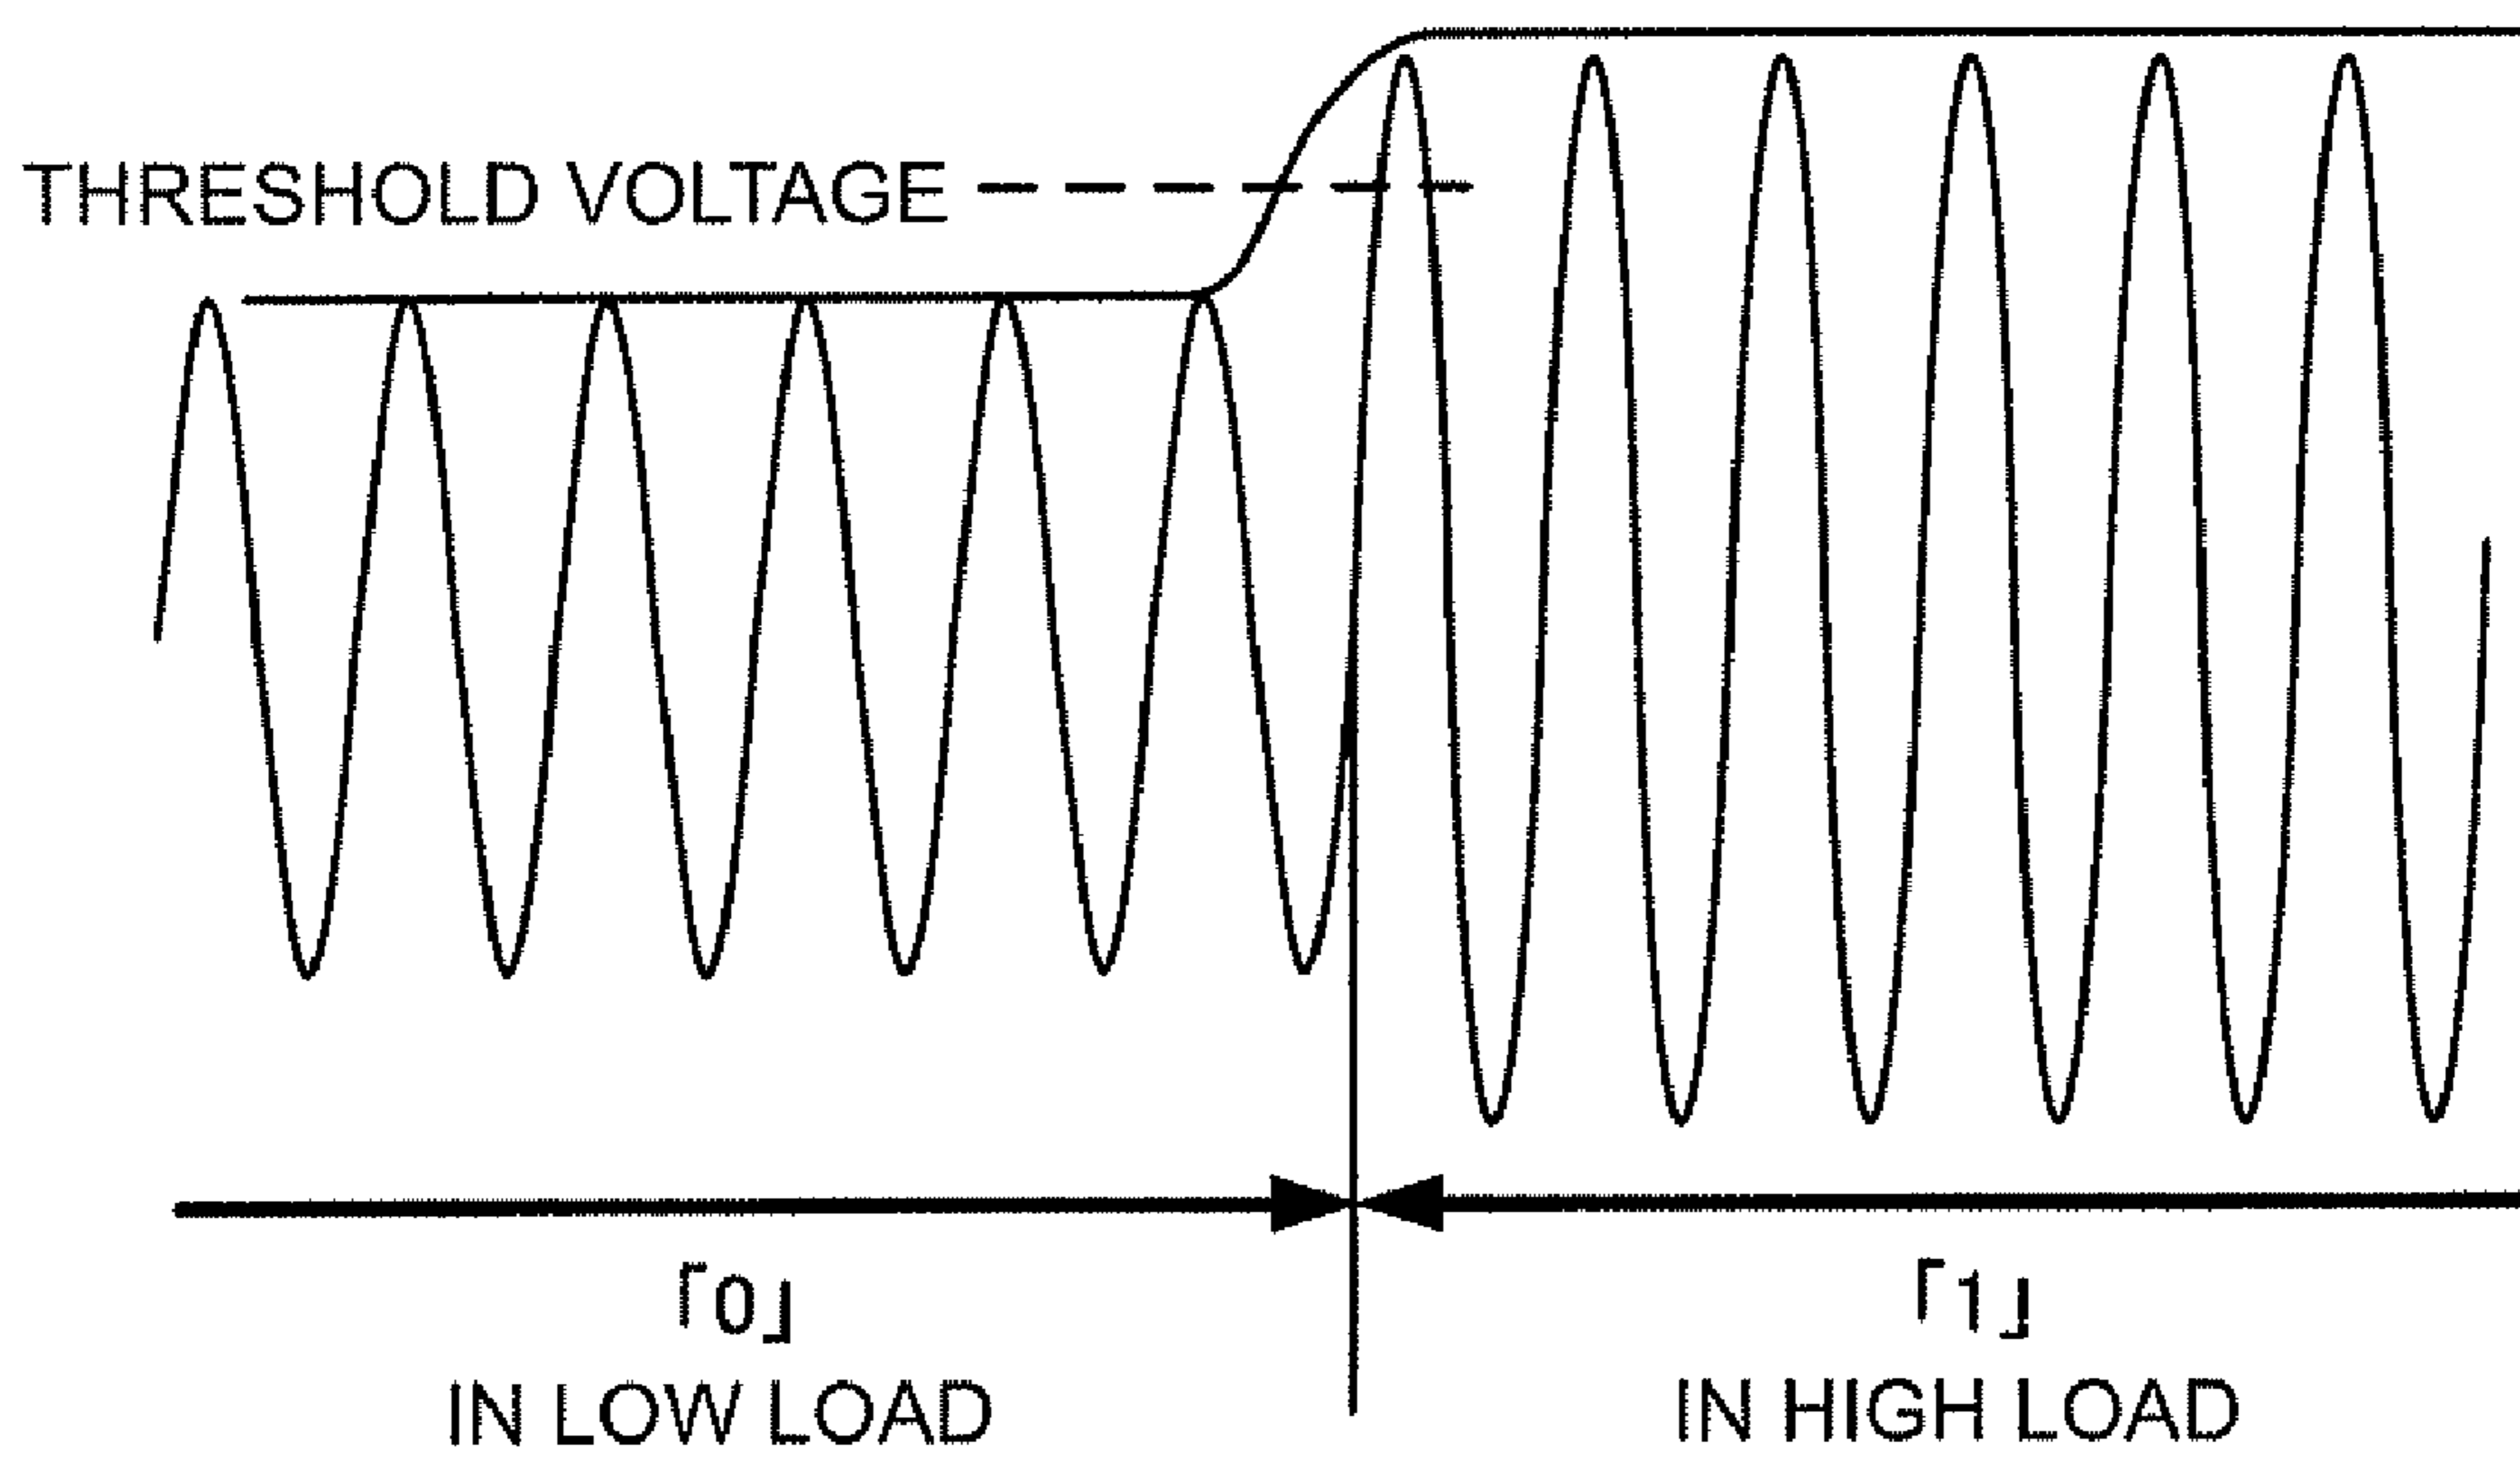 THRESHOLD VOLTAGE
「0」
「1」
IN LOW LOAD
IN HIGH LOAD